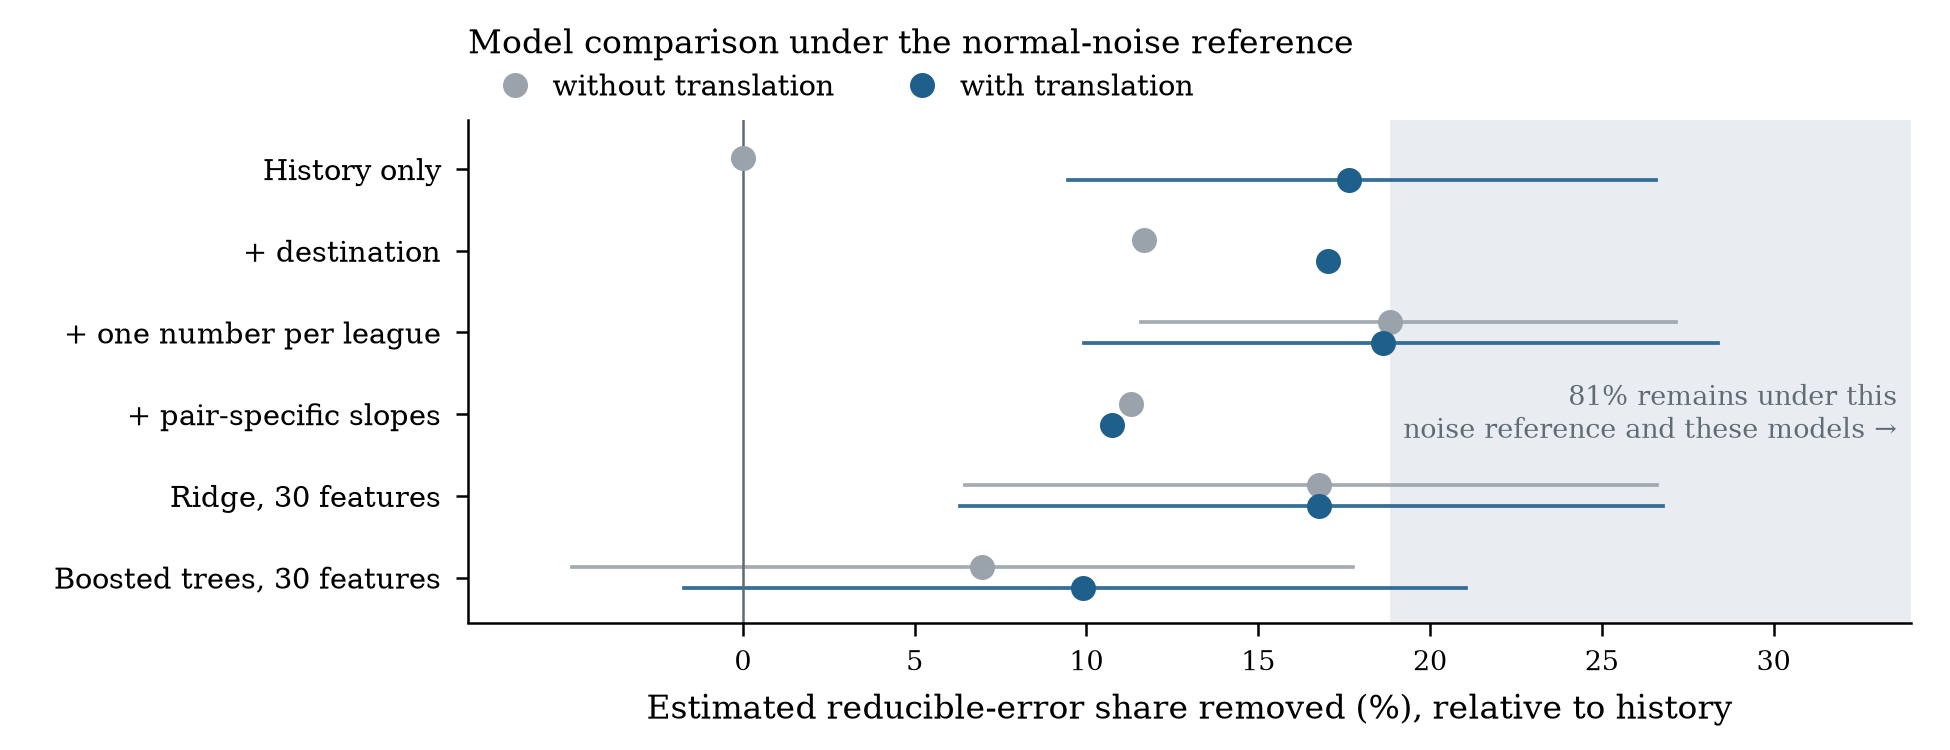 Model comparison under the normal-noise reference
without translation
with translation
History only
+ destination
+ one number per league
+ pair-specific slopes
Ridge, 30 features
Boosted trees, 30 features
81% remains under this
noise reference and these models →
0 5 10 15 20 25 30
Estimated reducible-error share removed (%), relative to history